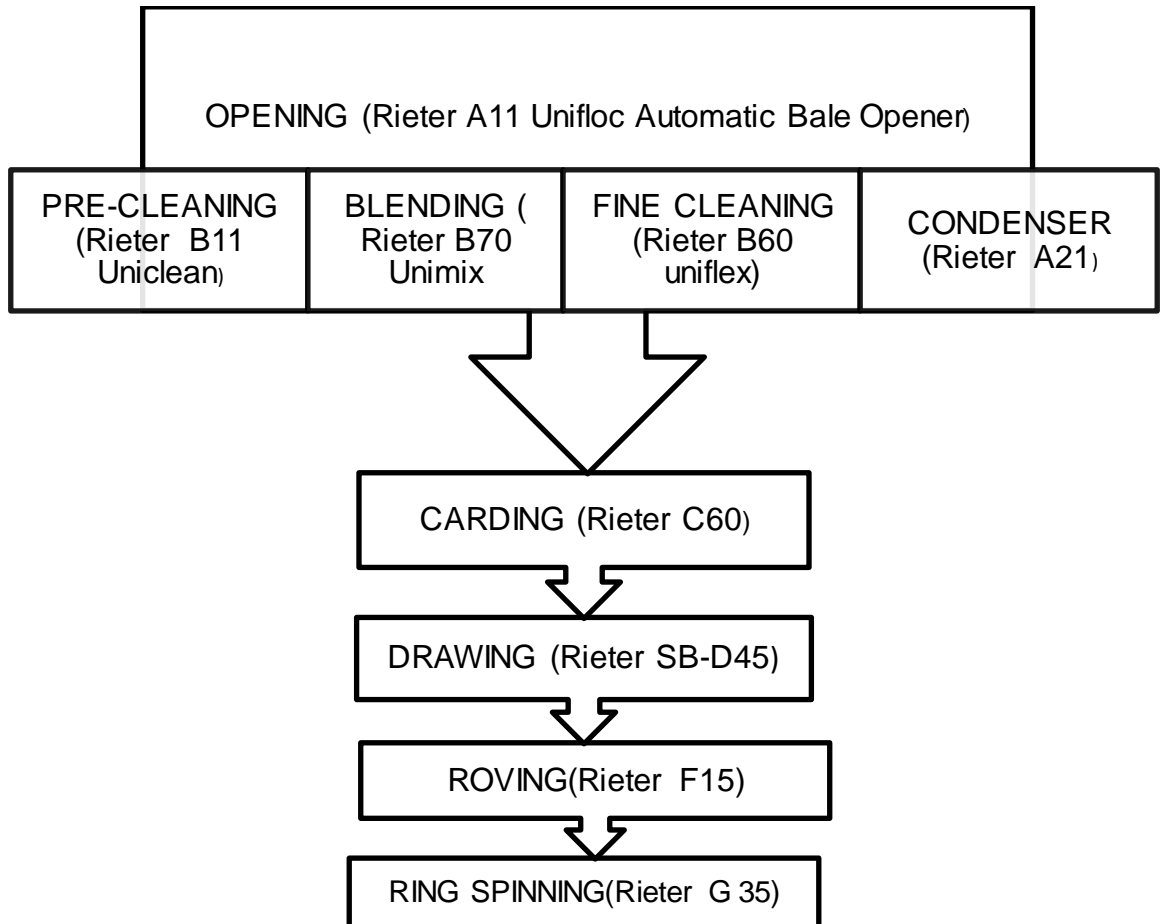 OPENING (Rieter A11 Unifloc Automatic Bale Opener)
PRE-CLEANING
(Rieter B11
Uniclean)
BLENDING (
Rieter B70
Unimix
FINE CLEANING
(Rieter B60
uniflex)
CONDENSER
(Rieter A21)
CARDING (Rieter C60)
DRAWING (Rieter SB-D45)
ROVING(Rieter F15)
RING SPINNING(Rieter G 35)